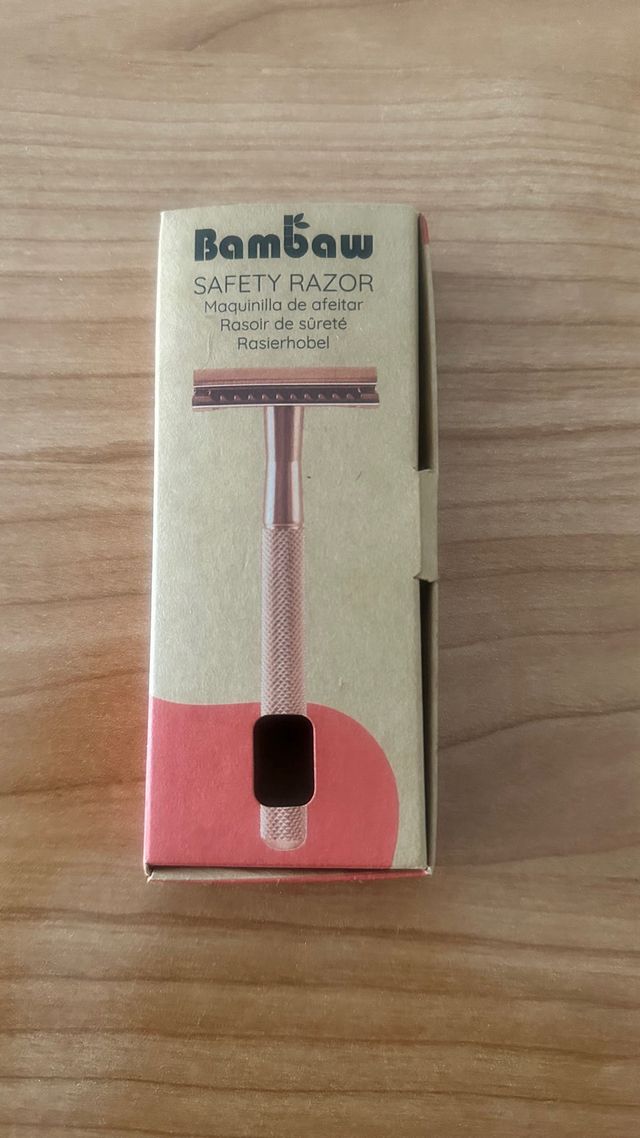 Bambaw
SAFETY RAZOR
Maquinilla de afeitar
Rasoir de sûreté
Rasierhobel